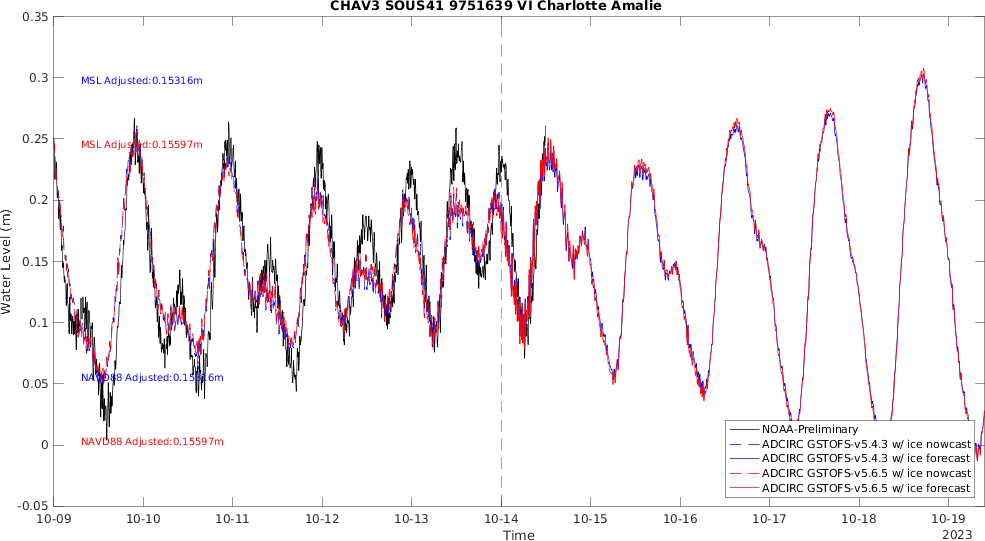 CHAV3 SOUS41 9751639 VI Charlotte Amalie
0.35
0.3
0.25
0.2
0.15
0.1
0.05
0
-0.05
Water Level (m)
MSL Adjusted:0.15316m
MSL Adjusted:0.15597m
NAVD88 Adjusted:0.15316m
NAVD88 Adjusted:0.15597m
NOAA-Preliminary
ADCIRC GSTOFS-v5.4.3 w/ ice nowcast
ADCIRC GSTOFS-v5.4.3 w/ ice forecast
ADCIRC GSTOFS-v5.6.5 w/ ice nowcast
ADCIRC GSTOFS-v5.6.5 w/ ice forecast
10-09 10-10 10-11 10-12 10-13 10-14 10-15 10-16 10-17 10-18 10-19
Time
2023